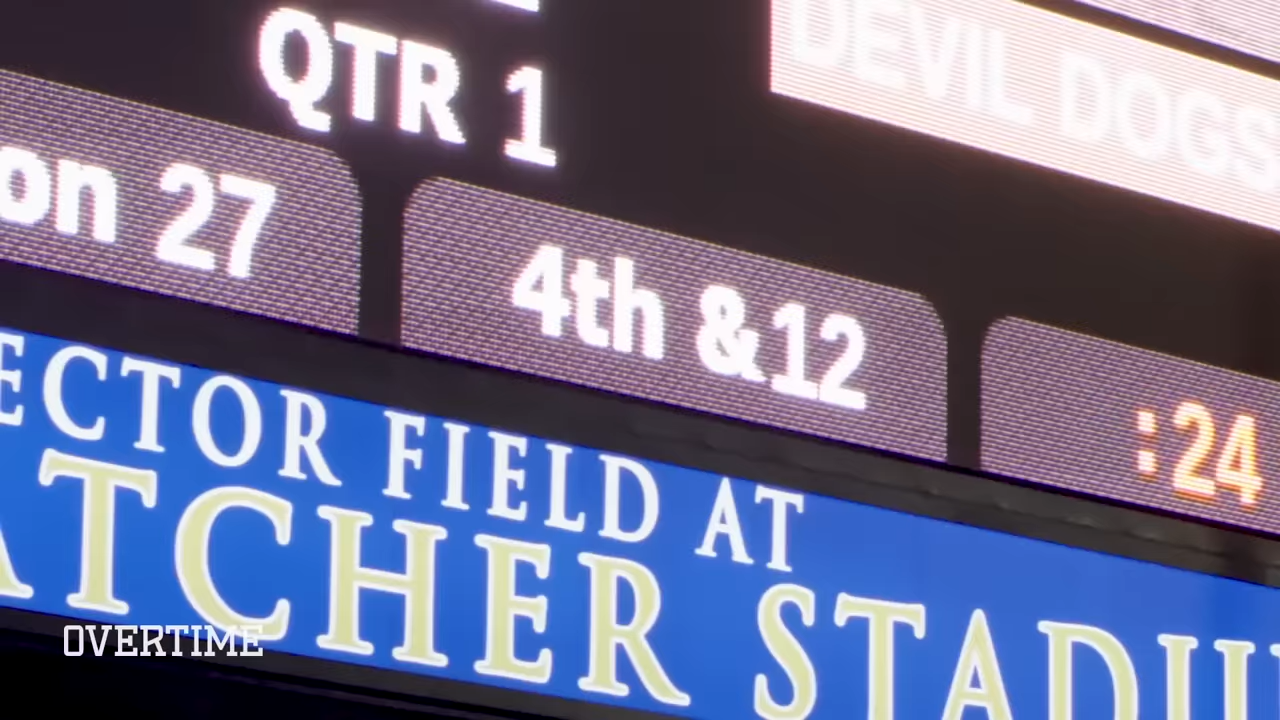 QTR 1
DEVIL DOGS
on 27
4th &12
:24
ECTOR FIELD AT
ATCHER STADIU
OVERTIME